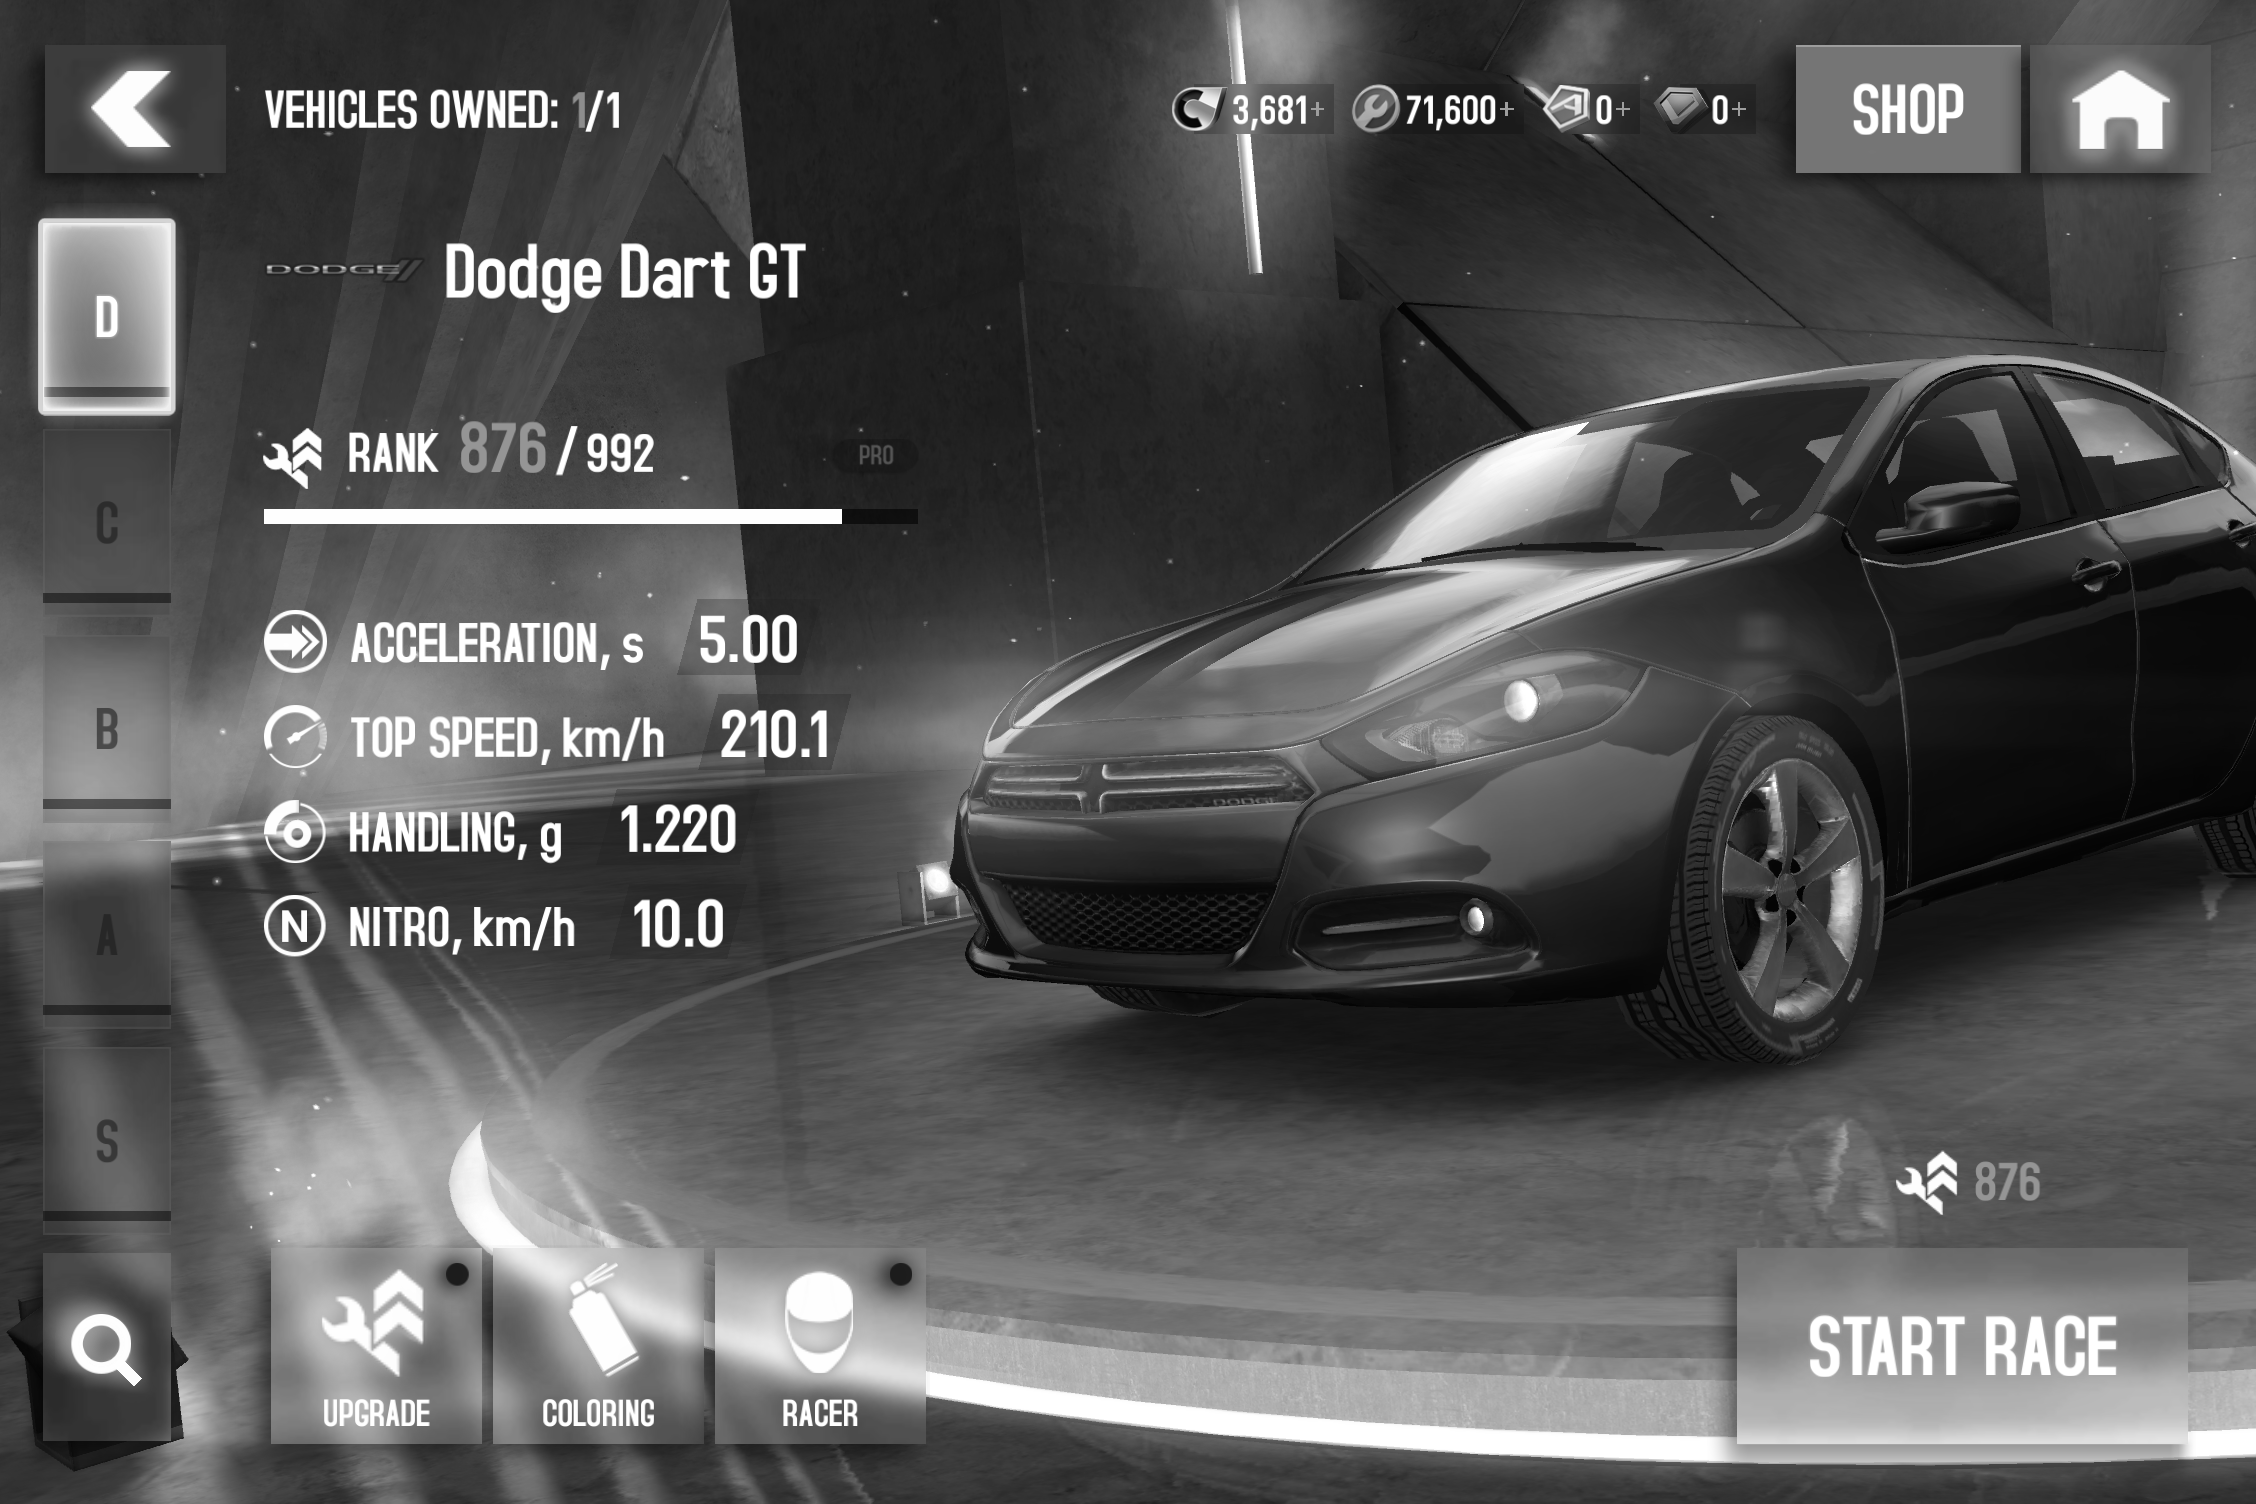 VEHICLES OWNED: 1/1
3,681+
71,600+
0+
0+
SHOP
D
C
B
A
S
DODGE
Dodge Dart GT
RANK 876 / 992
PRO
ACCELERATION, s 5.00
TOP SPEED, km/h 210.1
HANDLING, g 1.220
N NITRO, km/h 10.0
DODGE
876
UPGRADE
COLORING
RACER
START RACE